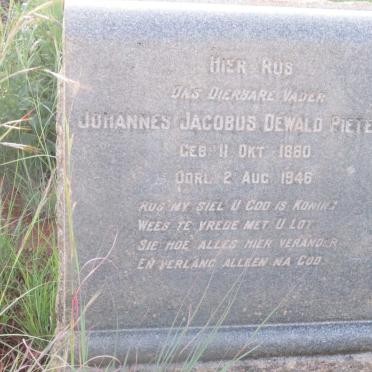 HIER RUS
ONS DIERBARE VADER
JOHANNES JACOBUS DEWALD PIETE
GEB. 11 OKT. 1860
OORL. 2 AUG. 1946
RUS MY SIEL U GOD IS KONING
WEES TE VREDE MET U LOT
SIE HOE ALLES HIER VERANDER
EN VERLANG ALLEEN NA GOD.